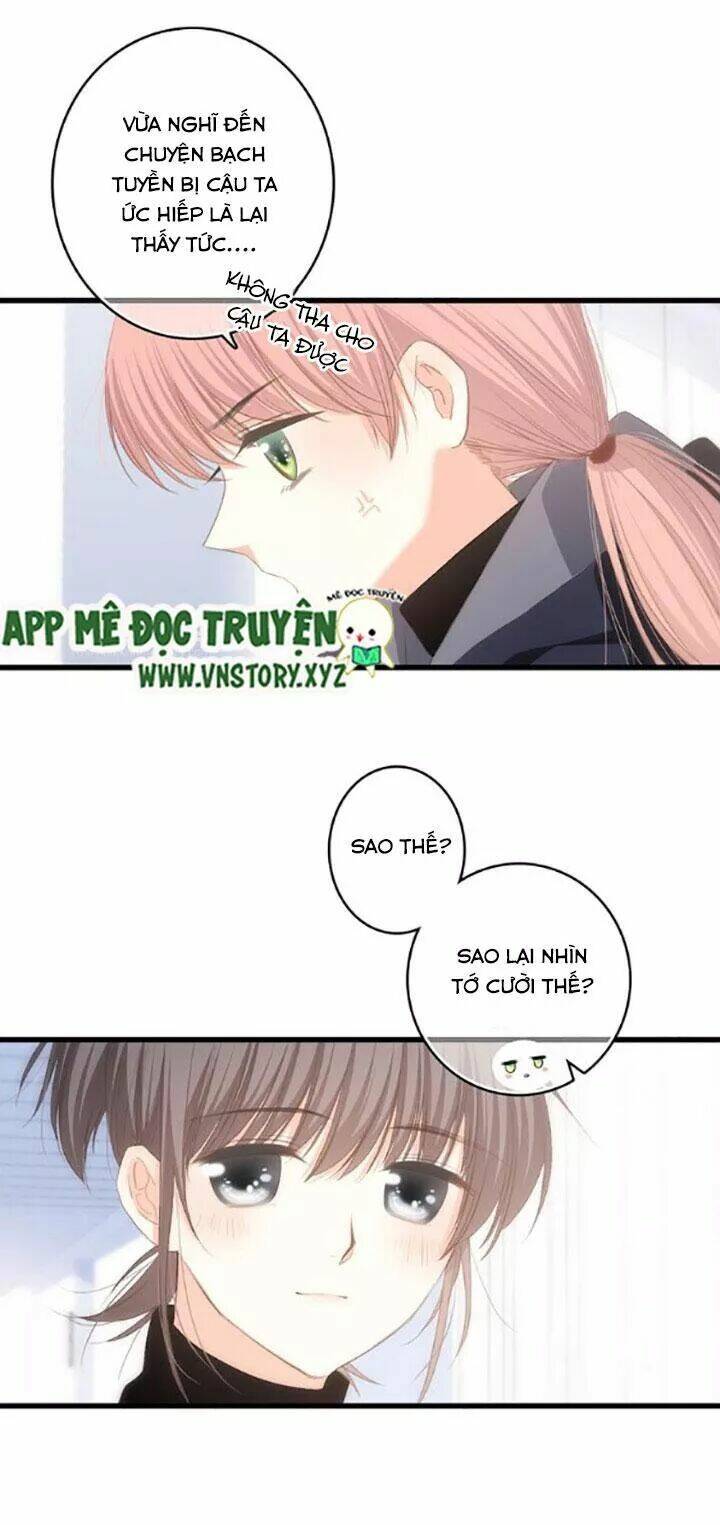 VỪA NGHĨ ĐẾN
CHUYỆN BẠCH
TUYỀN BỊ CẬU TA
ỨC HIẾP LÀ LẠI
THẤY TỨC....
KHÔNG THA CHO
CẬU TA ĐƯỢC
MÊ ĐỌC TRUYỆN
APP MÊ ĐỌC TRUYỆN
WWW.VNSTORY.XYZ
SAO THẾ?
SAO LẠI NHÌN
TỚ CƯỜI THẾ?